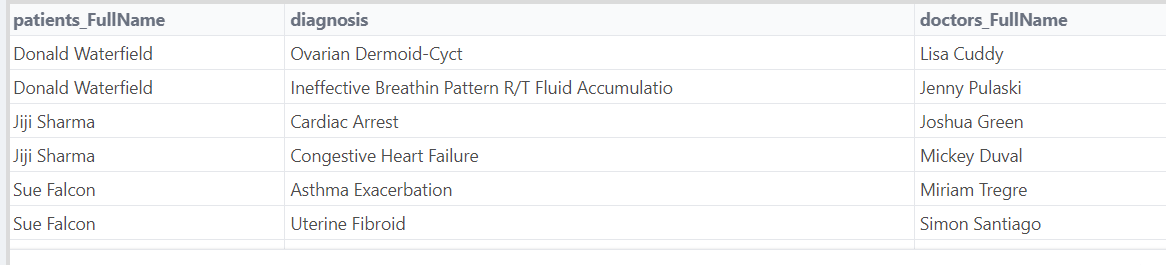 patients_FullName diagnosis doctors_FullName
Donald Waterfield Ovarian Dermoid-Cyct Lisa Cuddy
Donald Waterfield Ineffective Breathin Pattern R/T Fluid Accumulatio Jenny Pulaski
Jiji Sharma Cardiac Arrest Joshua Green
Jiji Sharma Congestive Heart Failure Mickey Duval
Sue Falcon Asthma Exacerbation Miriam Tregre
Sue Falcon Uterine Fibroid Simon Santiago